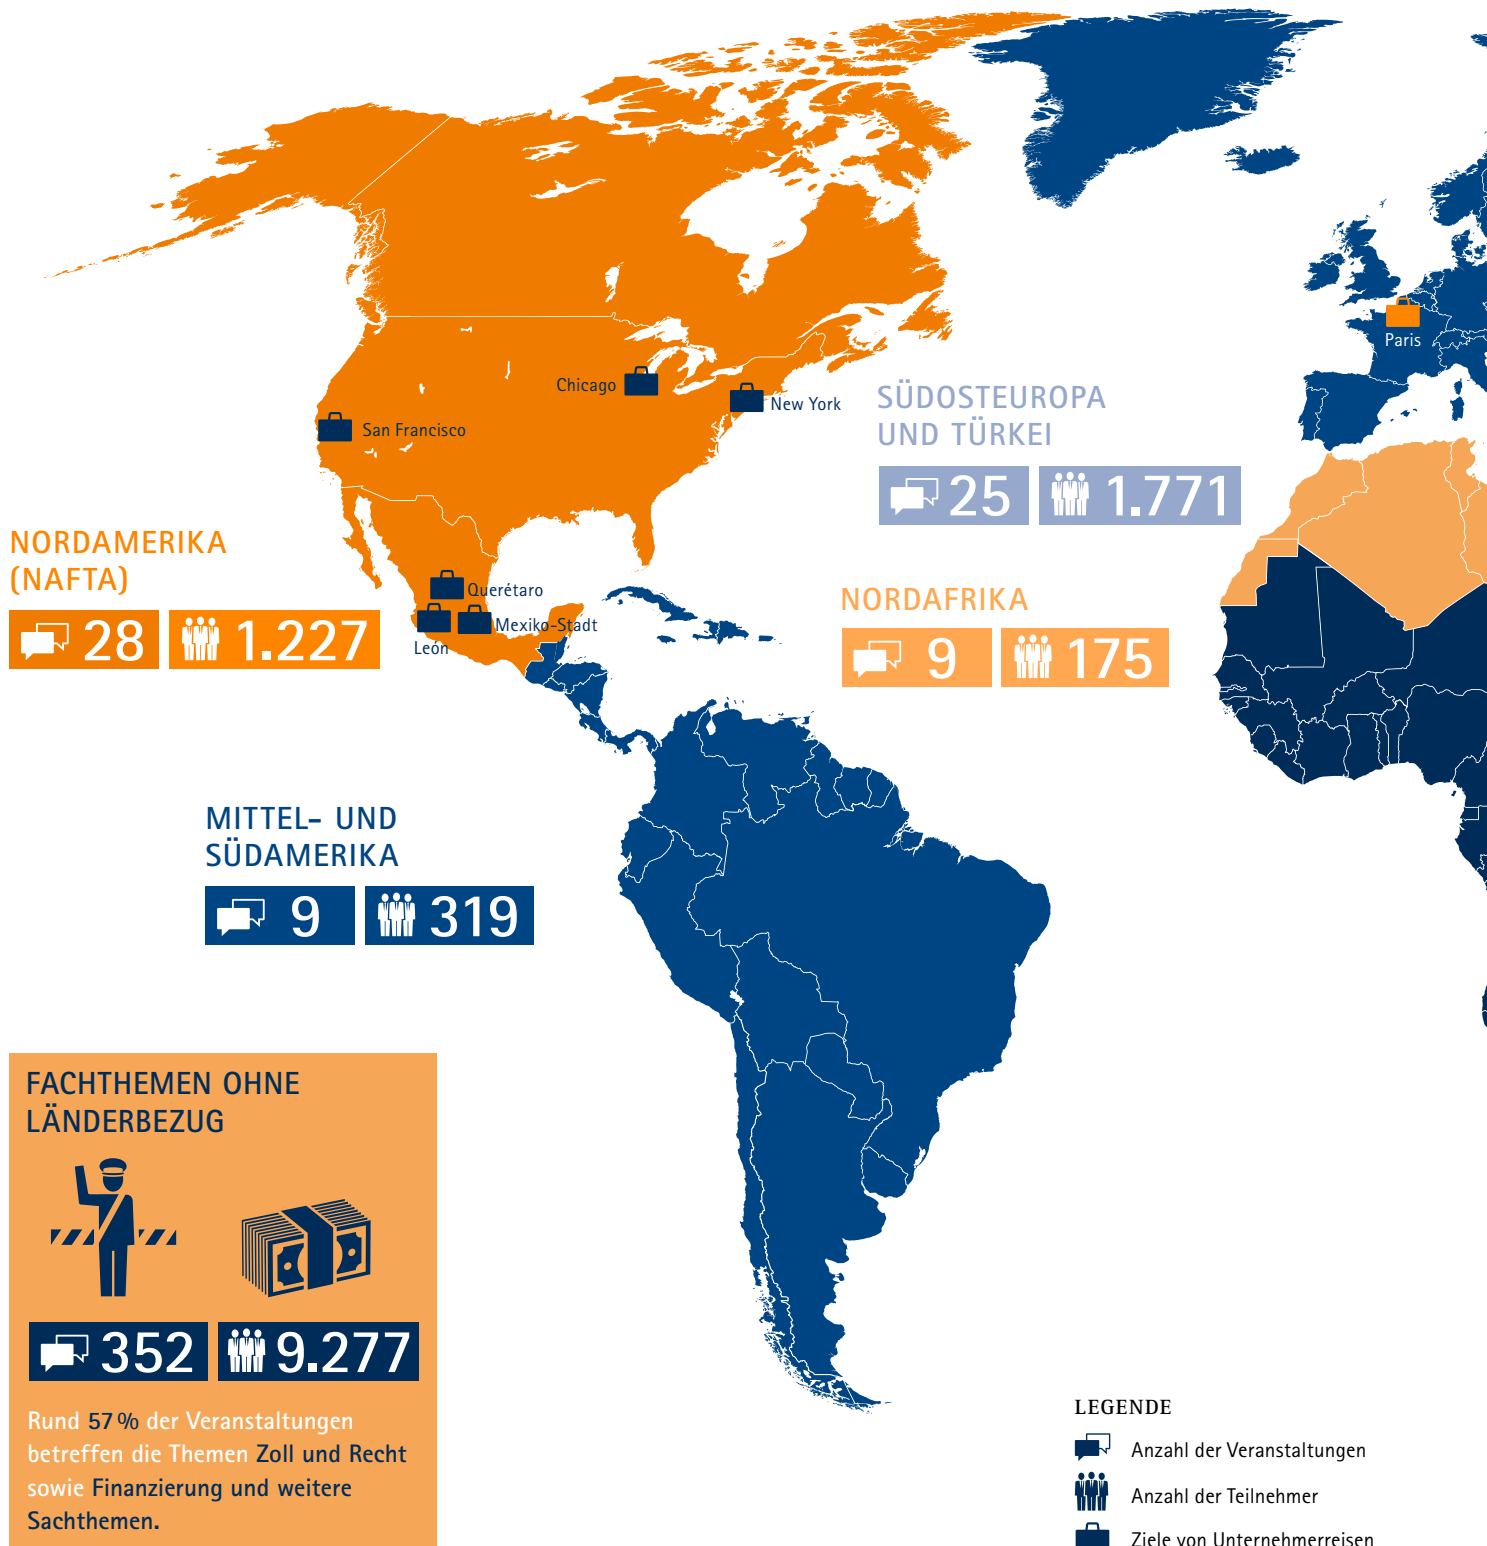 Paris
Chicago
New York
San Francisco
SÜDOSTEUROPA
UND TÜRKEI
25 1.771
NORDAMERIKA
(NAFTA)
28 1.227
Querétaro
Mexiko-Stadt
León
NORDAFRIKA
9 175
MITTEL- UND
SÜDAMERIKA
9 319
FACHTHEMEN OHNE
LÄNDERBEZUG
352 9.277
Rund 57 % der Veranstaltungen
betreffen die Themen Zoll und Recht
sowie Finanzierung und weitere
Sachthemen.
LEGENDE
Anzahl der Veranstaltungen
Anzahl der Teilnehmer
Ziele von Unternehmerreisen